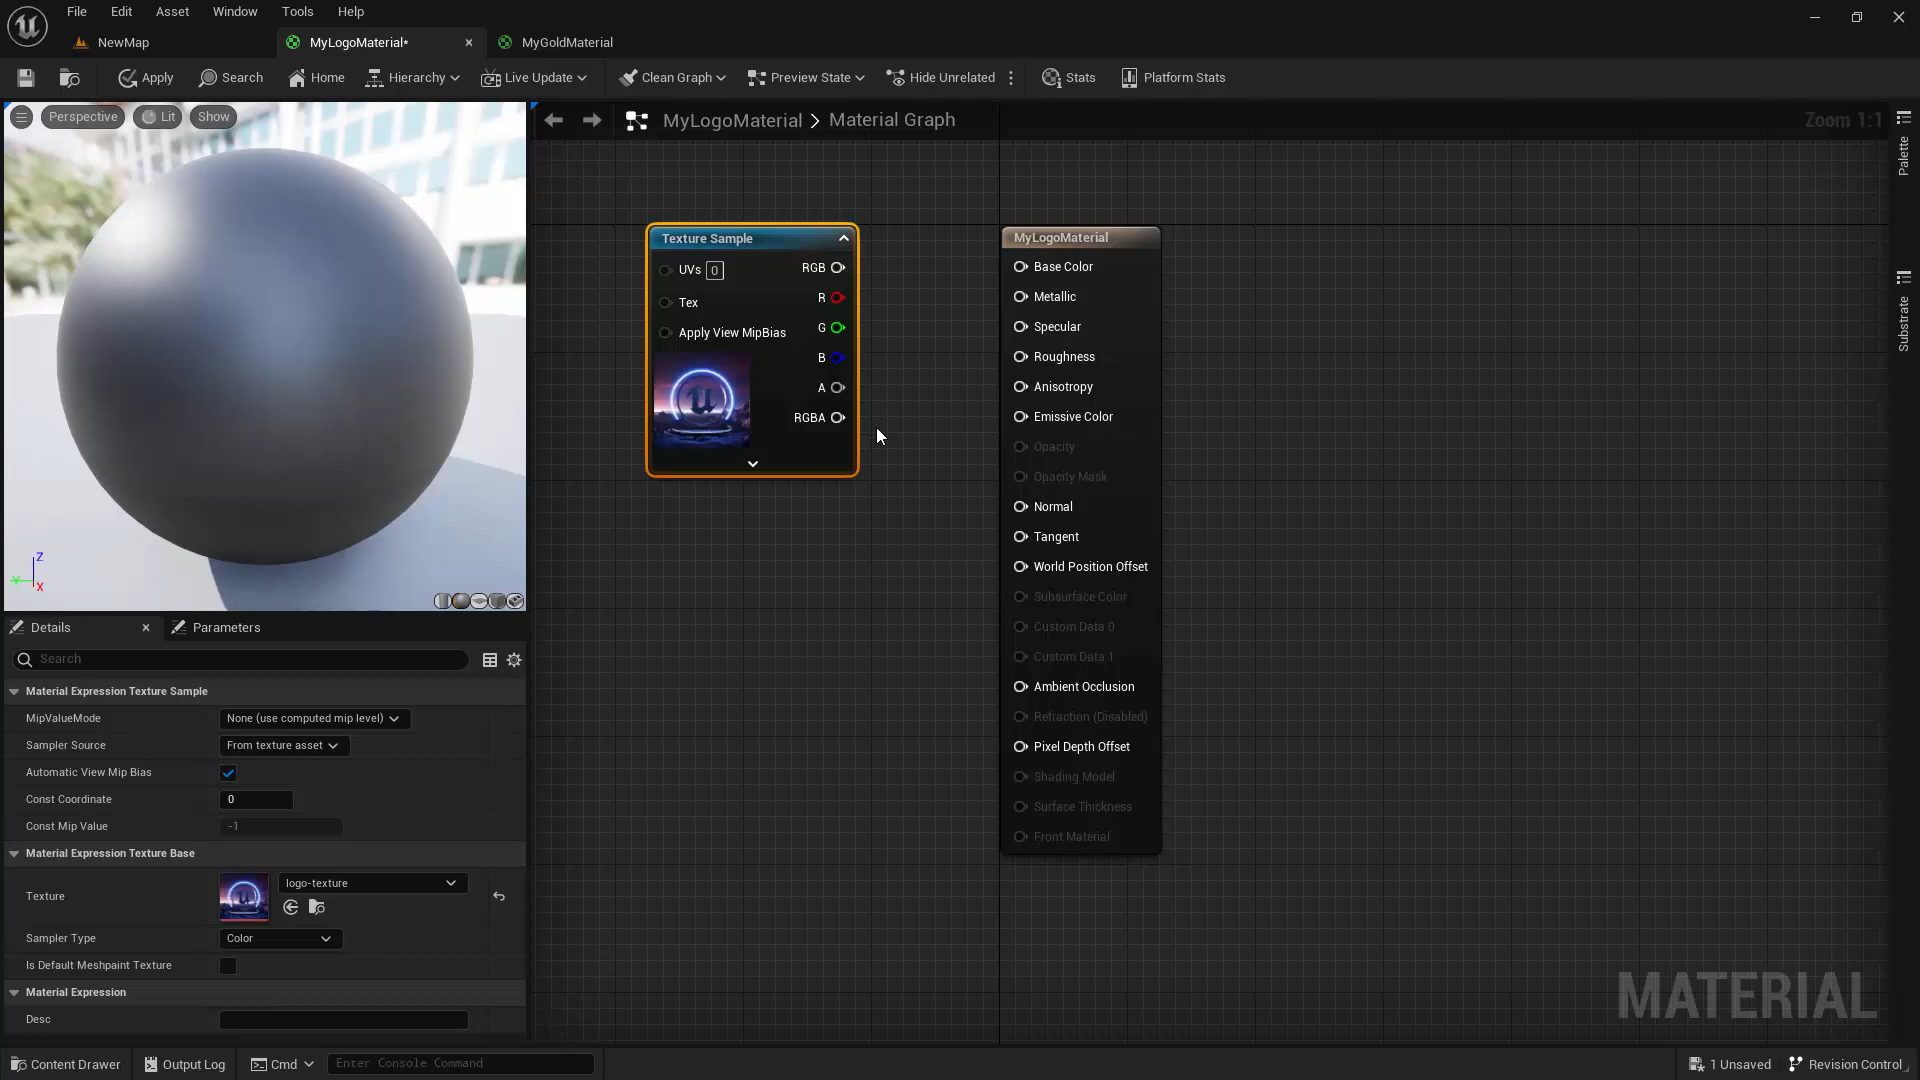 File Edit Asset Window Tools Help
NewMap MyLogoMaterial* MyGoldMaterial
Apply Search Home Hierarchy Live Update Clean Graph Preview State Hide Unrelated Stats Platform Stats
Perspective Lit Show
MyLogoMaterial > Material Graph Zoom 1:1
Palette
Substrate
Texture Sample
UVs 0 RGB
R
Tex
G
Apply View MipBias
B
A
RGBA
MyLogoMaterial
Base Color
Metallic
Specular
Roughness
Anisotropy
Emissive Color
Opacity
Opacity Mask
Normal
Tangent
World Position Offset
Subsurface Color
Custom Data 0
Custom Data 1
Ambient Occlusion
Refraction (Disabled)
Pixel Depth Offset
Shading Model
Surface Thickness
Front Material
Z
Y
X
Details Parameters
Search
Material Expression Texture Sample
MipValueMode None (use computed mip level)
Sampler Source From texture asset
Automatic View Mip Bias
Const Coordinate 0
Const Mip Value -1
Material Expression Texture Base
Texture logo-texture
Sampler Type Color
Is Default Meshpaint Texture
Material Expression
Desc
MATERIAL
Content Drawer Output Log Cmd Enter Console Command 1 Unsaved Revision Control